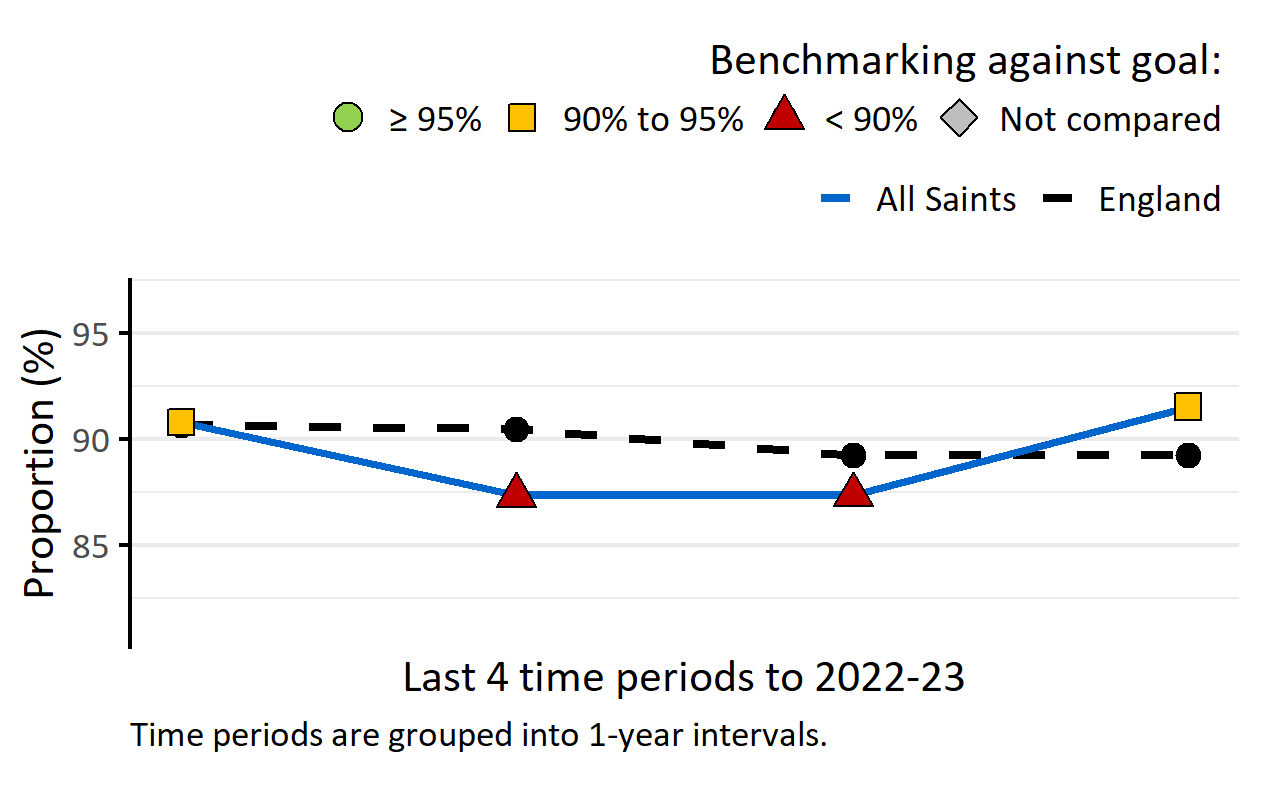 Benchmarking against goal:
≥ 95% 90% to 95% < 90% Not compared
All Saints England
Proportion (%)
95
90
85
Last 4 time periods to 2022-23
Time periods are grouped into 1-year intervals.